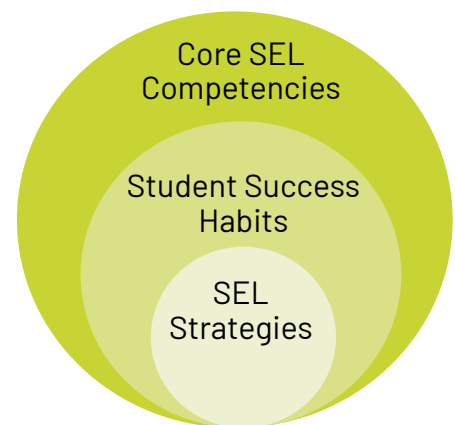 Core SEL
Competencies
Student Success
Habits
SEL
Strategies